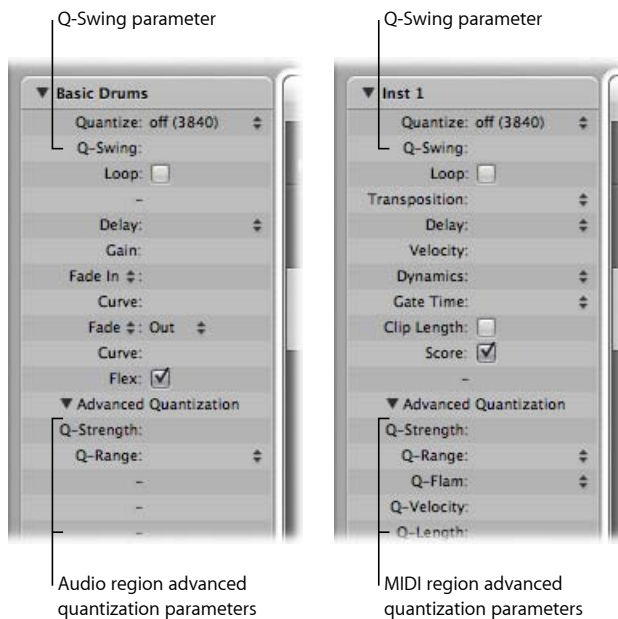 Q-Swing parameter
▼ Basic Drums
Quantize: off (3840)
Q-Swing:
Loop:
–
Delay:
Gain:
Fade In :
Curve:
Fade : Out
Curve:
Flex:
▼ Advanced Quantization
Q-Strength:
Q-Range:
–
–
–
Audio region advanced
quantization parameters
Q-Swing parameter
▼ Inst 1
Quantize: off (3840)
Q-Swing:
Loop:
Transposition:
Delay:
Velocity:
Dynamics:
Gate Time:
Clip Length:
Score:
–
▼ Advanced Quantization
Q-Strength:
Q-Range:
Q-Flam:
Q-Velocity:
Q-Length:
MIDI region advanced
quantization parameters